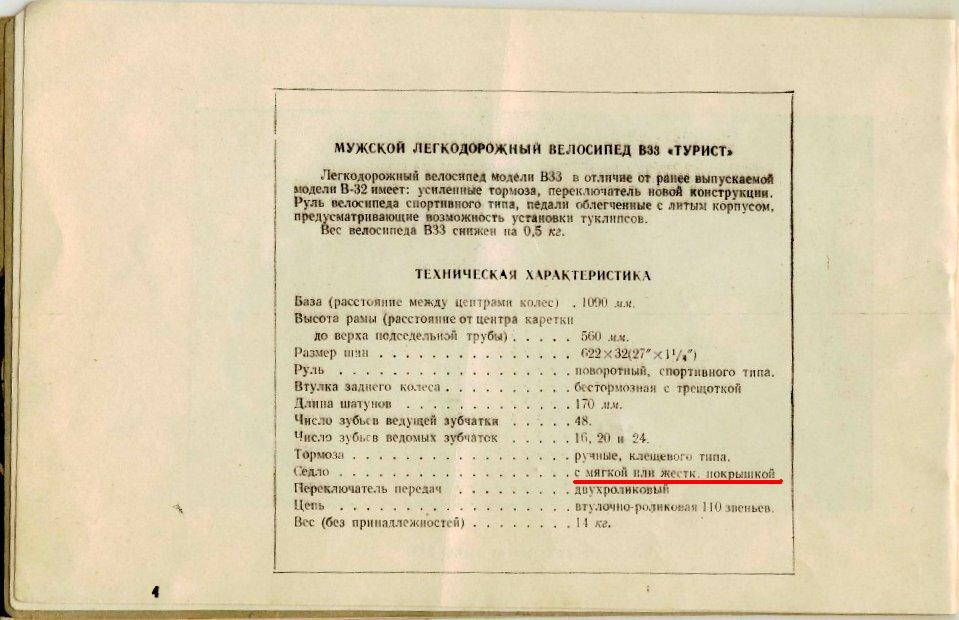 МУЖСКОЙ ЛЕГКОДОРОЖНЫЙ ВЕЛОСИПЕД В33 «ТУРИСТ»
Легкодорожный велосипед модели В33 в отличие от ранее выпускаемой
модели В-32 имеет: усиленные тормоза, переключатель новой конструкции.
Руль велосипеда спортивного типа, педали облегченные с литым корпусом,
предусматривающие возможность установки туклипсов.
Вес велосипеда В33 снижен на 0,5 кг.
ТЕХНИЧЕСКАЯ ХАРАКТЕРИСТИКА
База (расстояние между центрами колес) . 1090 мм.
Высота рамы (расстояние от центра каретки
до верха подседельной трубы) . . . . . 560 мм.
Размер шин . . . . . . . . . . . . . . 622×32(27″×1¹/₄″)
Руль . . . . . . . . . . . . . . . . . поворотный, спортивного типа.
Втулка заднего колеса . . . . . . . . . бестормозная с трещоткой
Длина шатунов . . . . . . . . . . . . . 170 мм.
Число зубьев ведущей зубчатки . . . . . 48.
Число зубьев ведомых зубчаток . . . . . 16, 20 и 24.
Тормоза . . . . . . . . . . . . . . . . ручные, клещевого типа.
Седло . . . . . . . . . . . . . . . . . с мягкой или жестк. покрышкой
Переключатель передач . . . . . . . . двухроликовый
Цепь . . . . . . . . . . . . . . . . . втулочно-роликовая 110 звеньев.
Вес (без принадлежностей) . . . . . . . 14 кг.
4